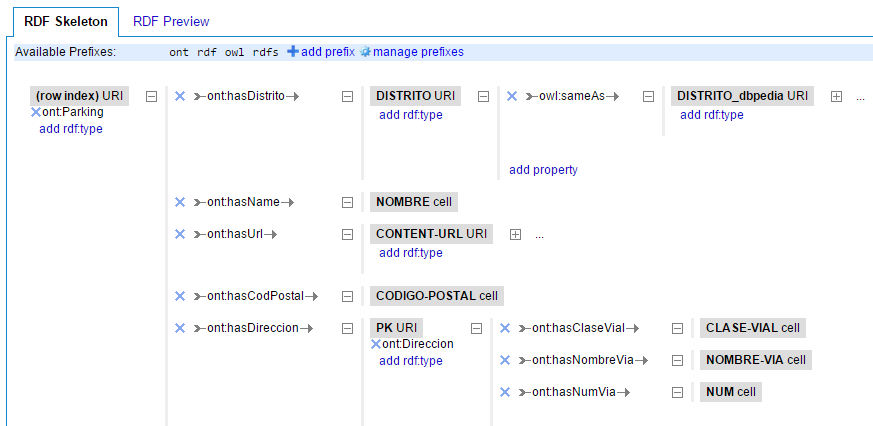 RDF Skeleton RDF Preview
Available Prefixes: ont rdf owl rdfs add prefix manage prefixes
(row index) URI ont:hasDistrito DISTRITO URI owl:sameAs DISTRITO_dbpedia URI ...
ont:Parking add rdf:type add rdf:type
add rdf:type
add property
ont:hasName NOMBRE cell
ont:hasUrl CONTENT-URL URI ...
add rdf:type
ont:hasCodPostal CODIGO-POSTAL cell
ont:hasDireccion PK URI ont:hasClaseVial CLASE-VIAL cell
ont:Direccion
add rdf:type ont:hasNombreVia NOMBRE-VIA cell
ont:hasNumVia NUM cell